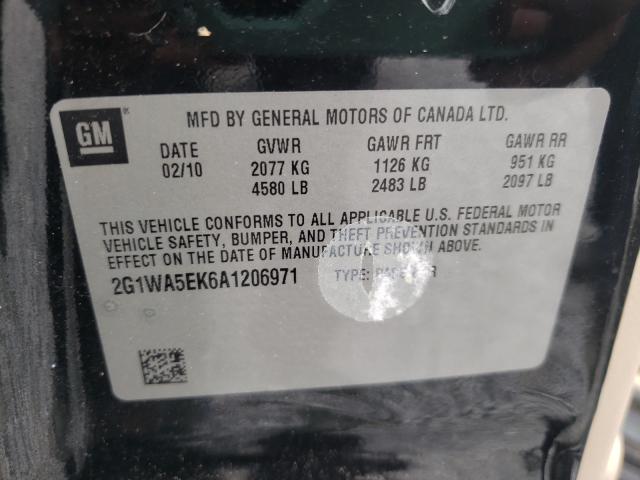 GM
®
MFD BY GENERAL MOTORS OF CANADA LTD.
DATE GVWR GAWR FRT GAWR RR
02/10 2077 KG 1126 KG 951 KG
4580 LB 2483 LB 2097 LB
THIS VEHICLE CONFORMS TO ALL APPLICABLE U.S. FEDERAL MOTOR
VEHICLE SAFETY, BUMPER, AND THEFT PREVENTION STANDARDS IN
EFFECT ON THE DATE OF MANUFACTURE SHOWN ABOVE.
2G1WA5EK6A1206971 TYPE: